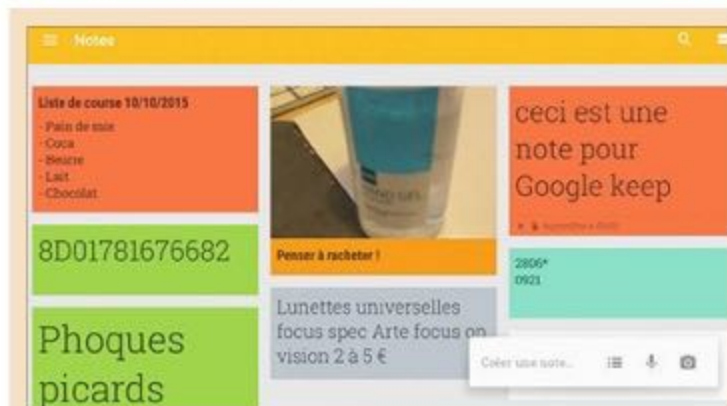 Notes
Liste de course 10/10/2015
- Pain de mie
- Coca
- Beurre
- Lait
- Chocolat
8D01781676682
Phoques
picards
GEL
Penser à racheter !
Lunettes universelles
focus spec Arte focus on
vision 2 à 5 €
ceci est une
note pour
Google keep
2806*
0921
Créer une note...